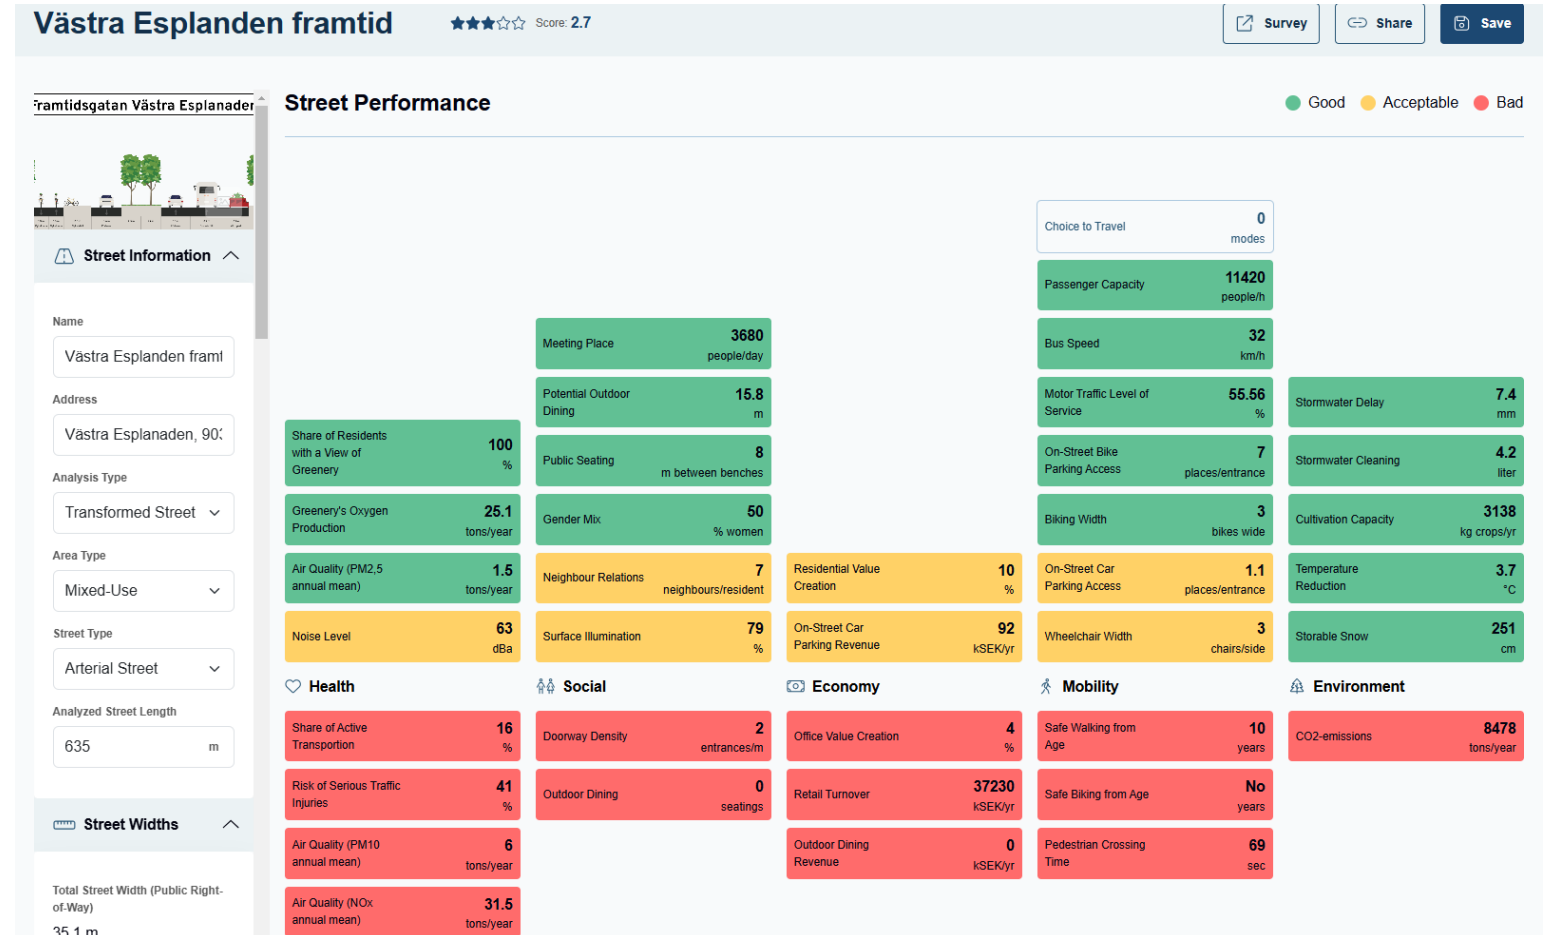 Västra Esplanden framtid
Score: 2.7
Survey
Share
Save
Framtidsgatan Västra Esplanaden
Street Information
Name
Västra Esplanden framt
Address
Västra Esplanaden, 903
Analysis Type
Transformed Street
Area Type
Mixed-Use
Street Type
Arterial Street
Analyzed Street Length
635 m
Street Widths
Total Street Width (Public Right-
of-Way)
35.1 m
Street Performance
Good
Acceptable
Bad
Share of Residents
with a View of
Greenery
100
%
Greenery's Oxygen
Production
25.1
tons/year
Air Quality (PM2,5
annual mean)
1.5
tons/year
Noise Level
63
dBa
Health
Share of Active
Transportion
16
%
Risk of Serious Traffic
Injuries
41
%
Air Quality (PM10
annual mean)
6
tons/year
Air Quality (NOx
annual mean)
31.5
tons/year
Meeting Place
3680
people/day
Potential Outdoor
Dining
15.8
m
Public Seating
8
m between benches
Gender Mix
50
% women
Neighbour Relations
7
neighbours/resident
Surface Illumination
79
%
Social
Doorway Density
2
entrances/m
Outdoor Dining
0
seatings
Residential Value
Creation
10
%
On-Street Car
Parking Revenue
92
kSEK/yr
Economy
Office Value Creation
4
%
Retail Turnover
37230
kSEK/yr
Outdoor Dining
Revenue
0
kSEK/yr
Choice to Travel
0
modes
Passenger Capacity
11420
people/h
Bus Speed
32
km/h
Motor Traffic Level of
Service
55.56
%
On-Street Bike
Parking Access
7
places/entrance
Biking Width
3
bikes wide
On-Street Car
Parking Access
1.1
places/entrance
Wheelchair Width
3
chairs/side
Mobility
Safe Walking from
Age
10
years
Safe Biking from Age
No
years
Pedestrian Crossing
Time
69
sec
Stormwater Delay
7.4
mm
Stormwater Cleaning
4.2
liter
Cultivation Capacity
3138
kg crops/yr
Temperature
Reduction
3.7
°C
Storable Snow
251
cm
Environment
CO2-emissions
8478
tons/year